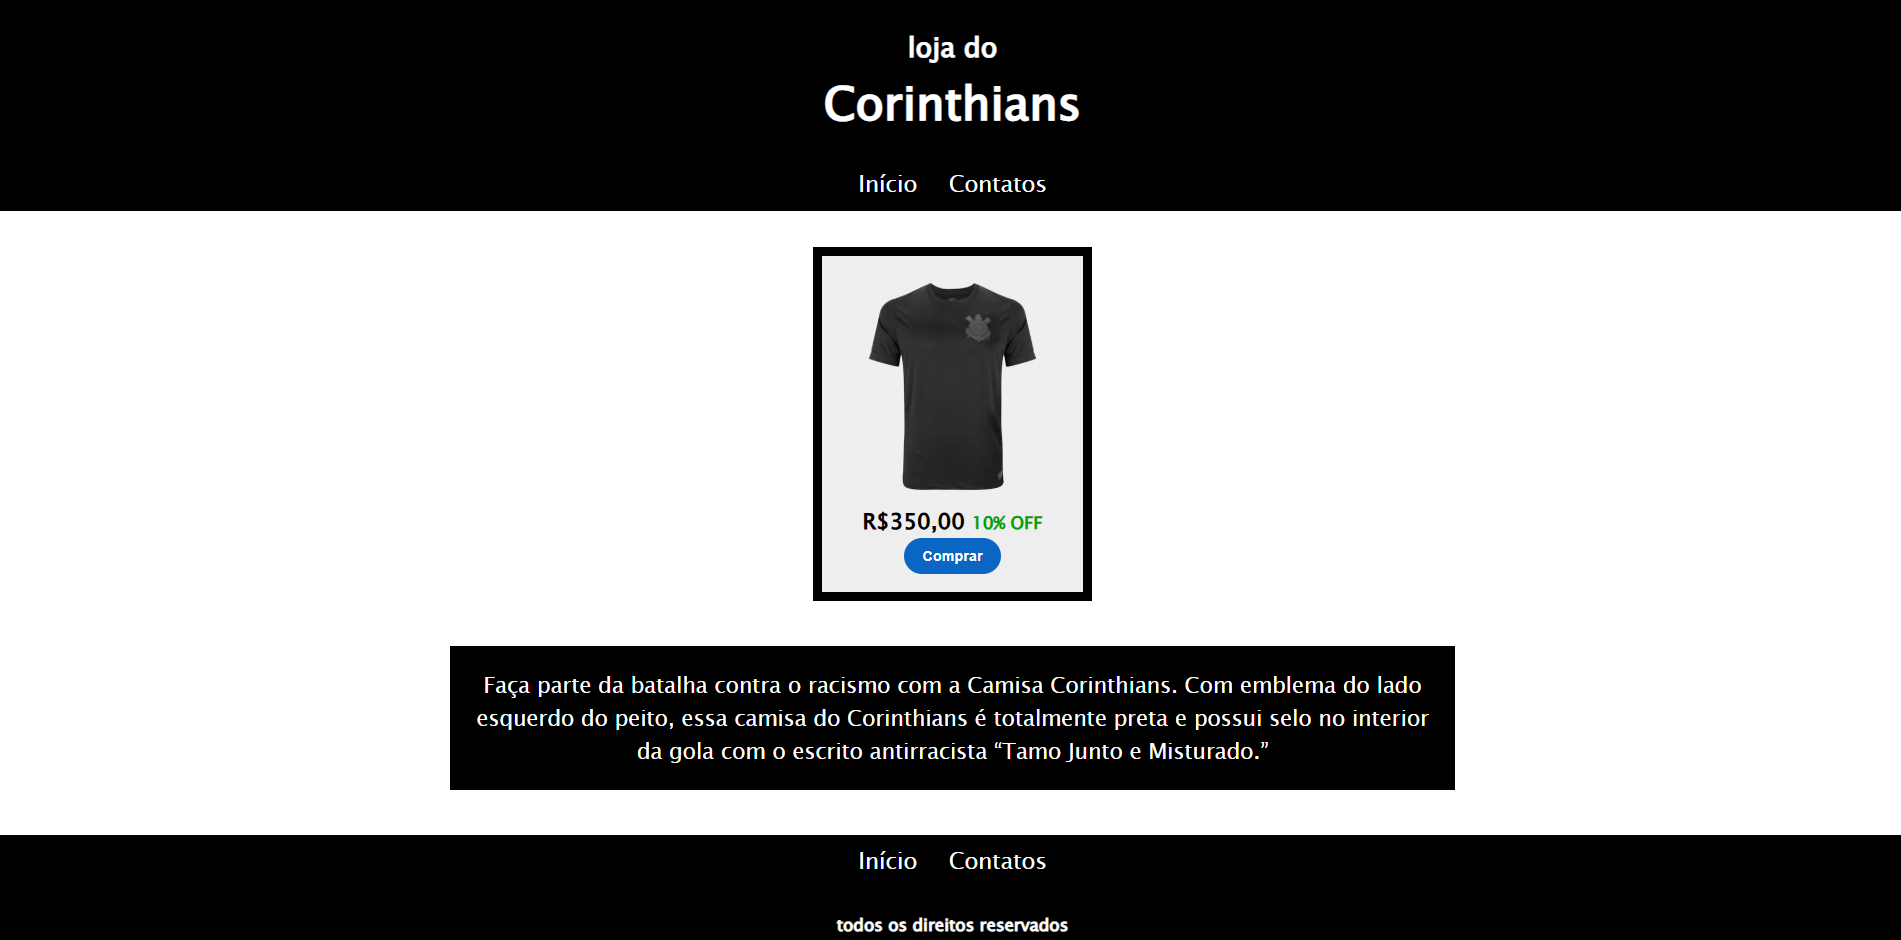 loja do
Corinthians
Início Contatos
R$350,00 10% OFF
Comprar
Faça parte da batalha contra o racismo com a Camisa Corinthians. Com emblema do lado
esquerdo do peito, essa camisa do Corinthians é totalmente preta e possui selo no interior
da gola com o escrito antirracista “Tamo Junto e Misturado.”
Início Contatos
todos os direitos reservados